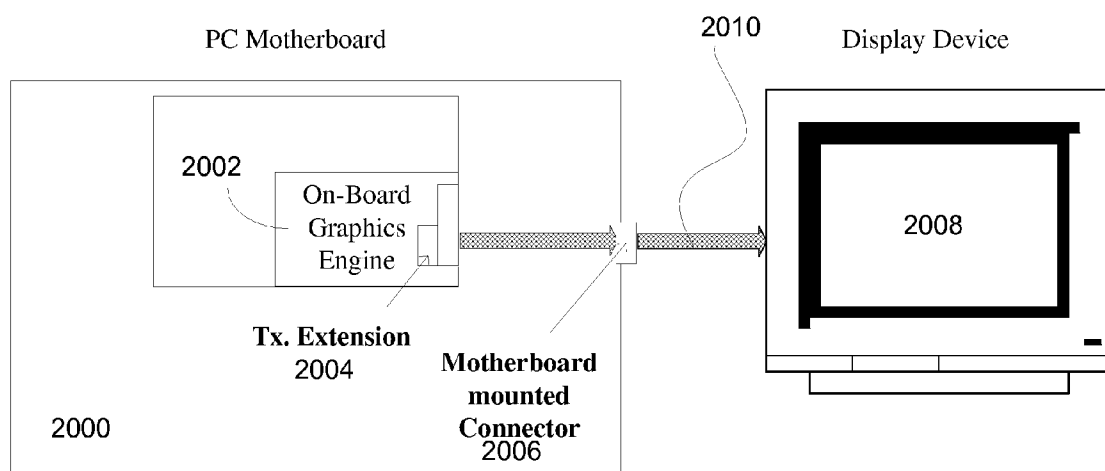 PC Motherboard
2010
Display Device
2002
On-Board
Graphics
Engine
2008
Tx. Extension
2004
Motherboard
mounted
Connector
2006
2000